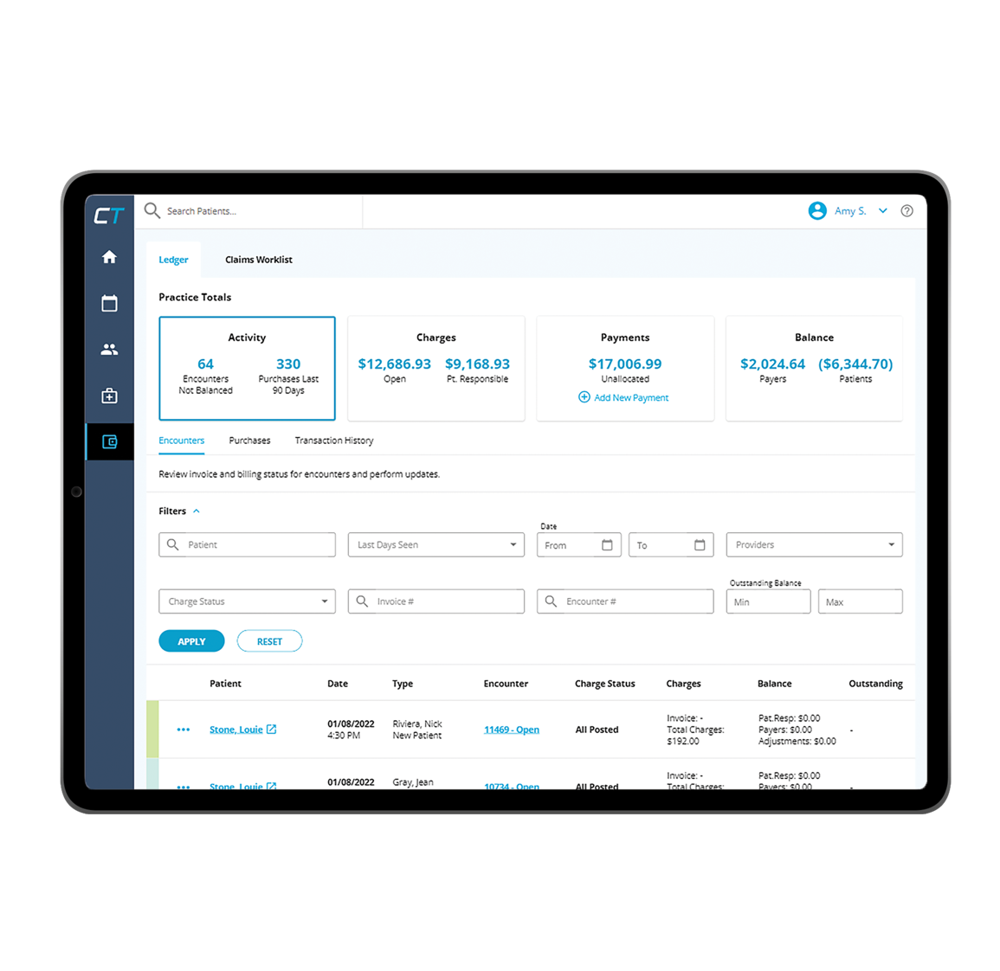 CT
Search Patients...
Amy S.
Ledger
Claims Worklist
Practice Totals
Activity
64
330
Encounters
Not Balanced
Purchases Last
90 Days
Charges
$12,686.93
$9,168.93
Open
Pt. Responsible
Payments
$17,006.99
Unallocated
Add New Payment
Balance
$2,024.64
($6,344.70)
Payers
Patients
Encounters
Purchases
Transaction History
Review invoice and billing status for encounters and perform updates.
Filters
Patient
Last Days Seen
Date
From
To
Providers
Charge Status
Invoice #
Encounter #
Outstanding Balance
Min
Max
APPLY
RESET
Patient
Date
Type
Encounter
Charge Status
Charges
Balance
Outstanding
Stone, Louie
01/08/2022
4:30 PM
Riviera, Nick
New Patient
11469 - Open
All Posted
Invoice: -
Total Charges:
$192.00
Pat.Resp: $0.00
Payers: $0.00
Adjustments: $0.00
-
Stone, Louie
01/08/2022
Gray, Jean
10734 - Open
All Posted
Invoice: -
Total Charges:
Pat.Resp: $0.00
Payers: $0.00
-